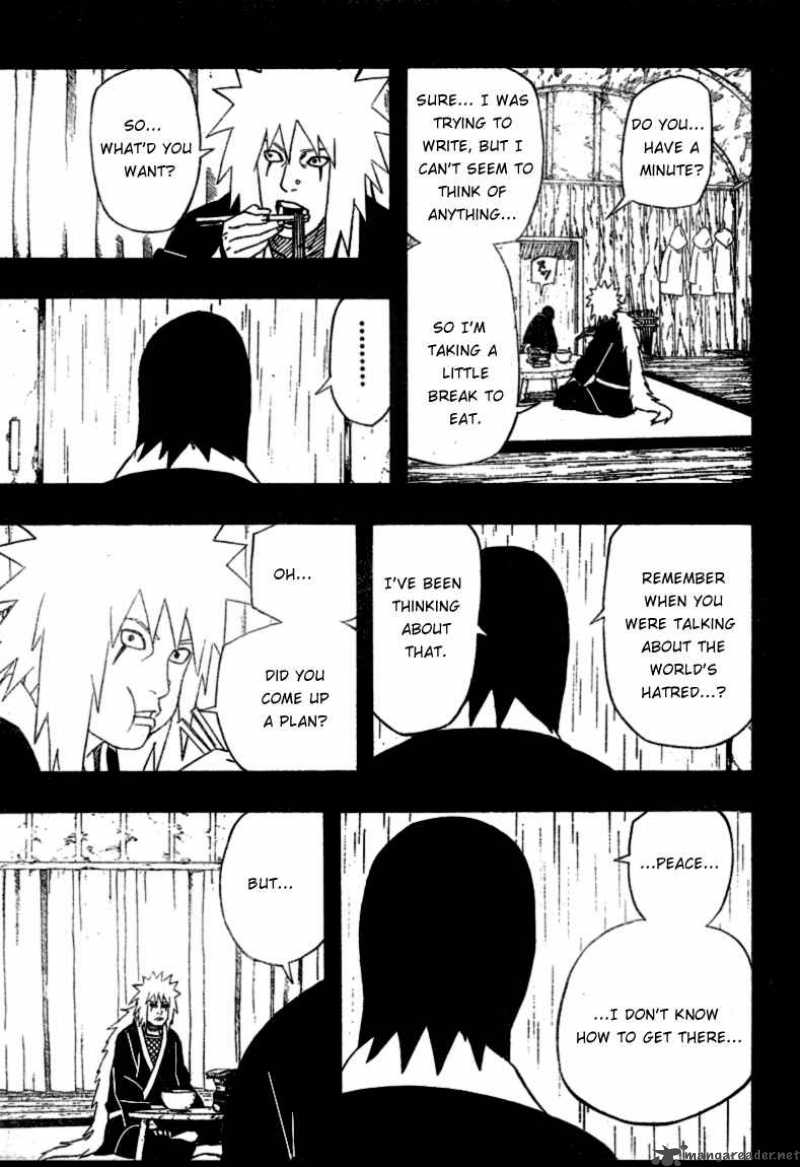 DO YOU...
HAVE A
MINUTE?
SURE... I WAS
TRYING TO
WRITE, BUT I
CAN'T SEEM TO
THINK OF
ANYTHING...
SO I'M
TAKING A
LITTLE
BREAK TO
EAT.
SO...
WHAT'D YOU
WANT?
.........
REMEMBER
WHEN YOU
WERE TALKING
ABOUT THE
WORLD'S
HATRED...?
I'VE BEEN
THINKING
ABOUT
THAT.
OH...
DID YOU
COME UP
A PLAN?
...PEACE...
...I DON'T KNOW
HOW TO GET THERE...
BUT...
mangareader.net